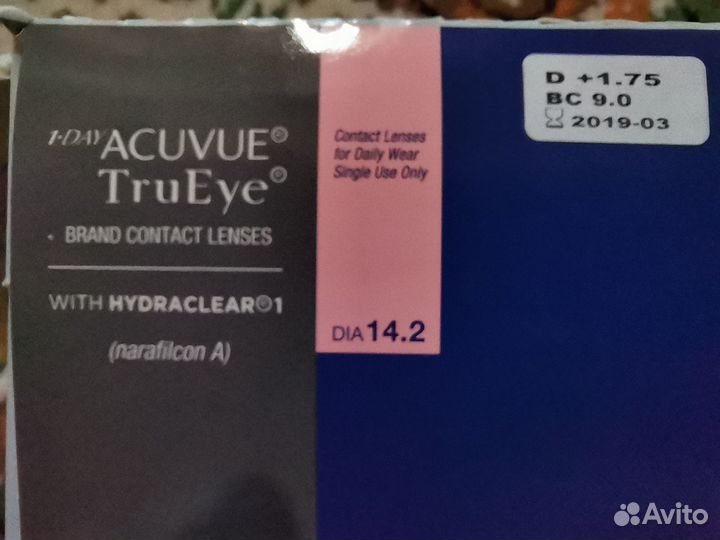 1-DAY ACUVUE®
TruEye®
BRAND CONTACT LENSES
WITH HYDRACLEAR®1
(narafilcon A)
Contact Lenses
for Daily Wear
Single Use Only
DIA 14.2
D +1.75
BC 9.0
2019-03
Avito